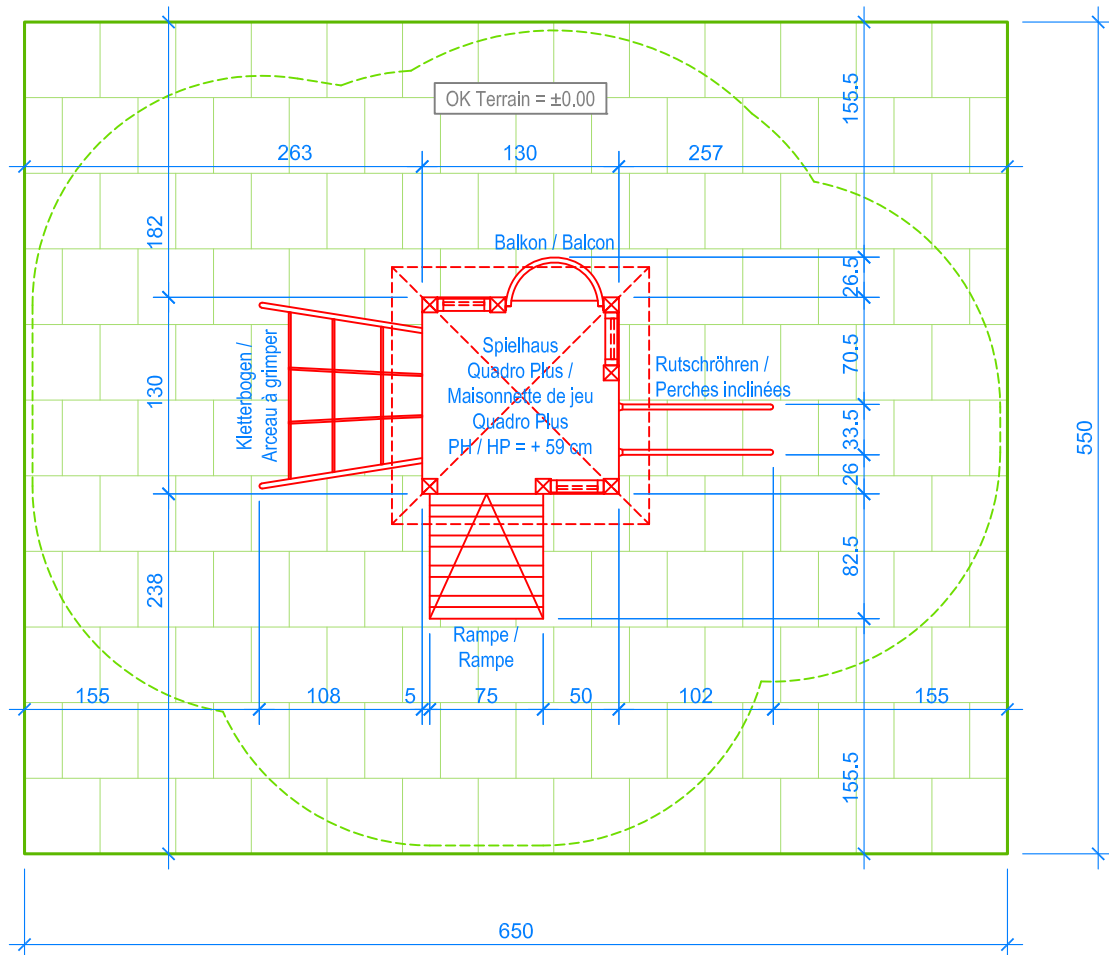 OK Terrain = ±0,00
155.5
550
263
130
257
182
Balkon / Balcon
26.5
Kletterbogen /
Arceau à grimper
130
Spielhaus
Quadro Plus /
Maisonnette de jeu
Quadro Plus
PH / HP = + 59 cm
Rutschröhren /
Perches inclinées
70.5
33.5
26
82.5
238
Rampe /
Rampe
155
108
5
75
50
102
155
155.5
650